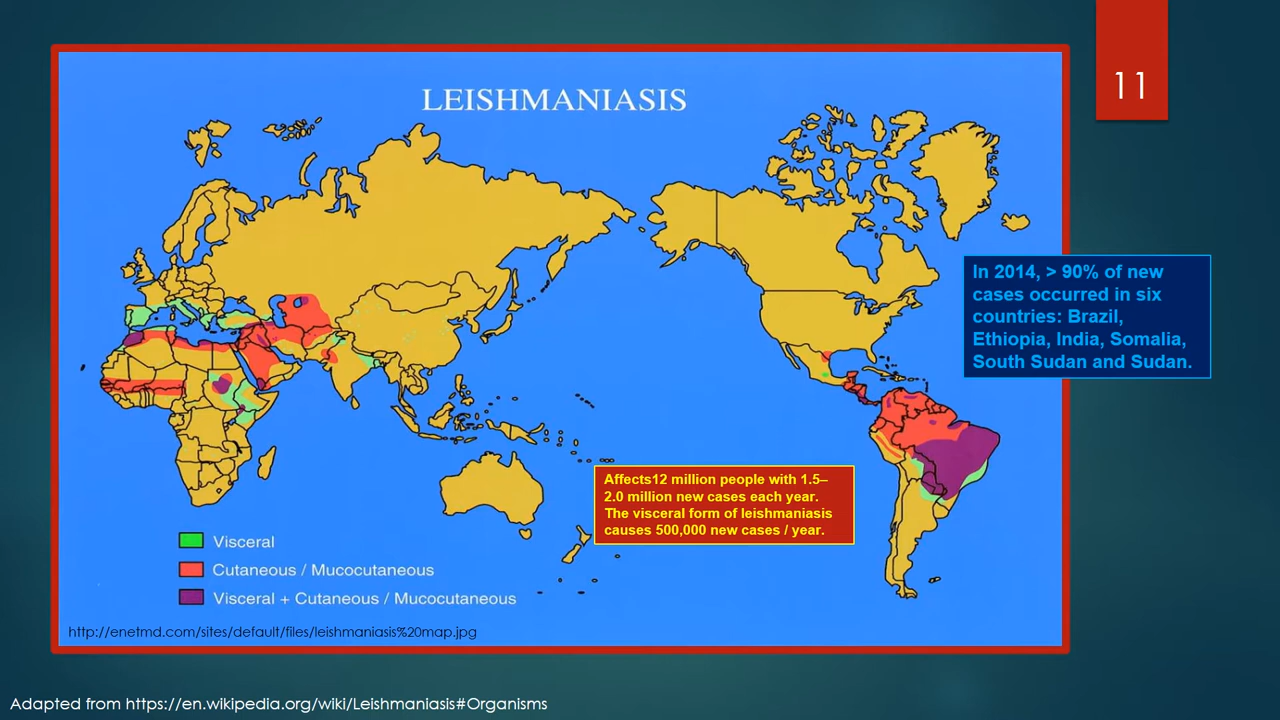 11
LEISHMANIASIS
In 2014, > 90% of new
cases occurred in six
countries: Brazil,
Ethiopia, India, Somalia,
South Sudan and Sudan.
Affects12 million people with 1.5–
2.0 million new cases each year.
The visceral form of leishmaniasis
causes 500,000 new cases / year.
Visceral
Cutaneous / Mucocutaneous
Visceral + Cutaneous / Mucocutaneous
http://enetmd.com/sites/default/files/leishmaniasis%20map.jpg
Adapted from https://en.wikipedia.org/wiki/Leishmaniasis#Organisms